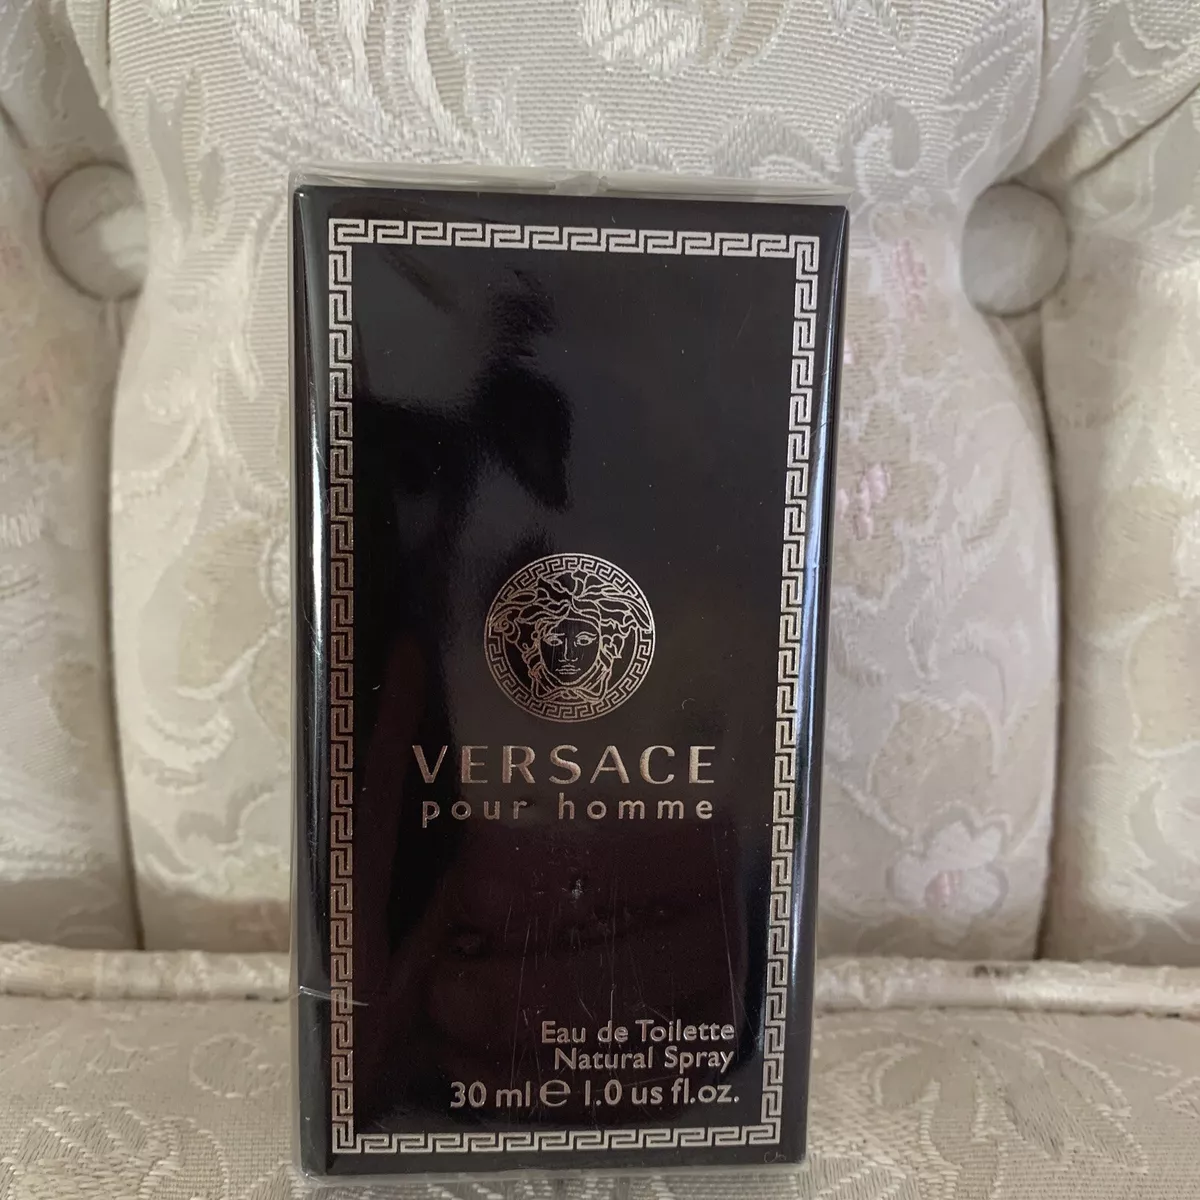 VERSACE
pour homme
Eau de Toilette
Natural Spray
30 ml ℮ 1.0 us fl.oz.